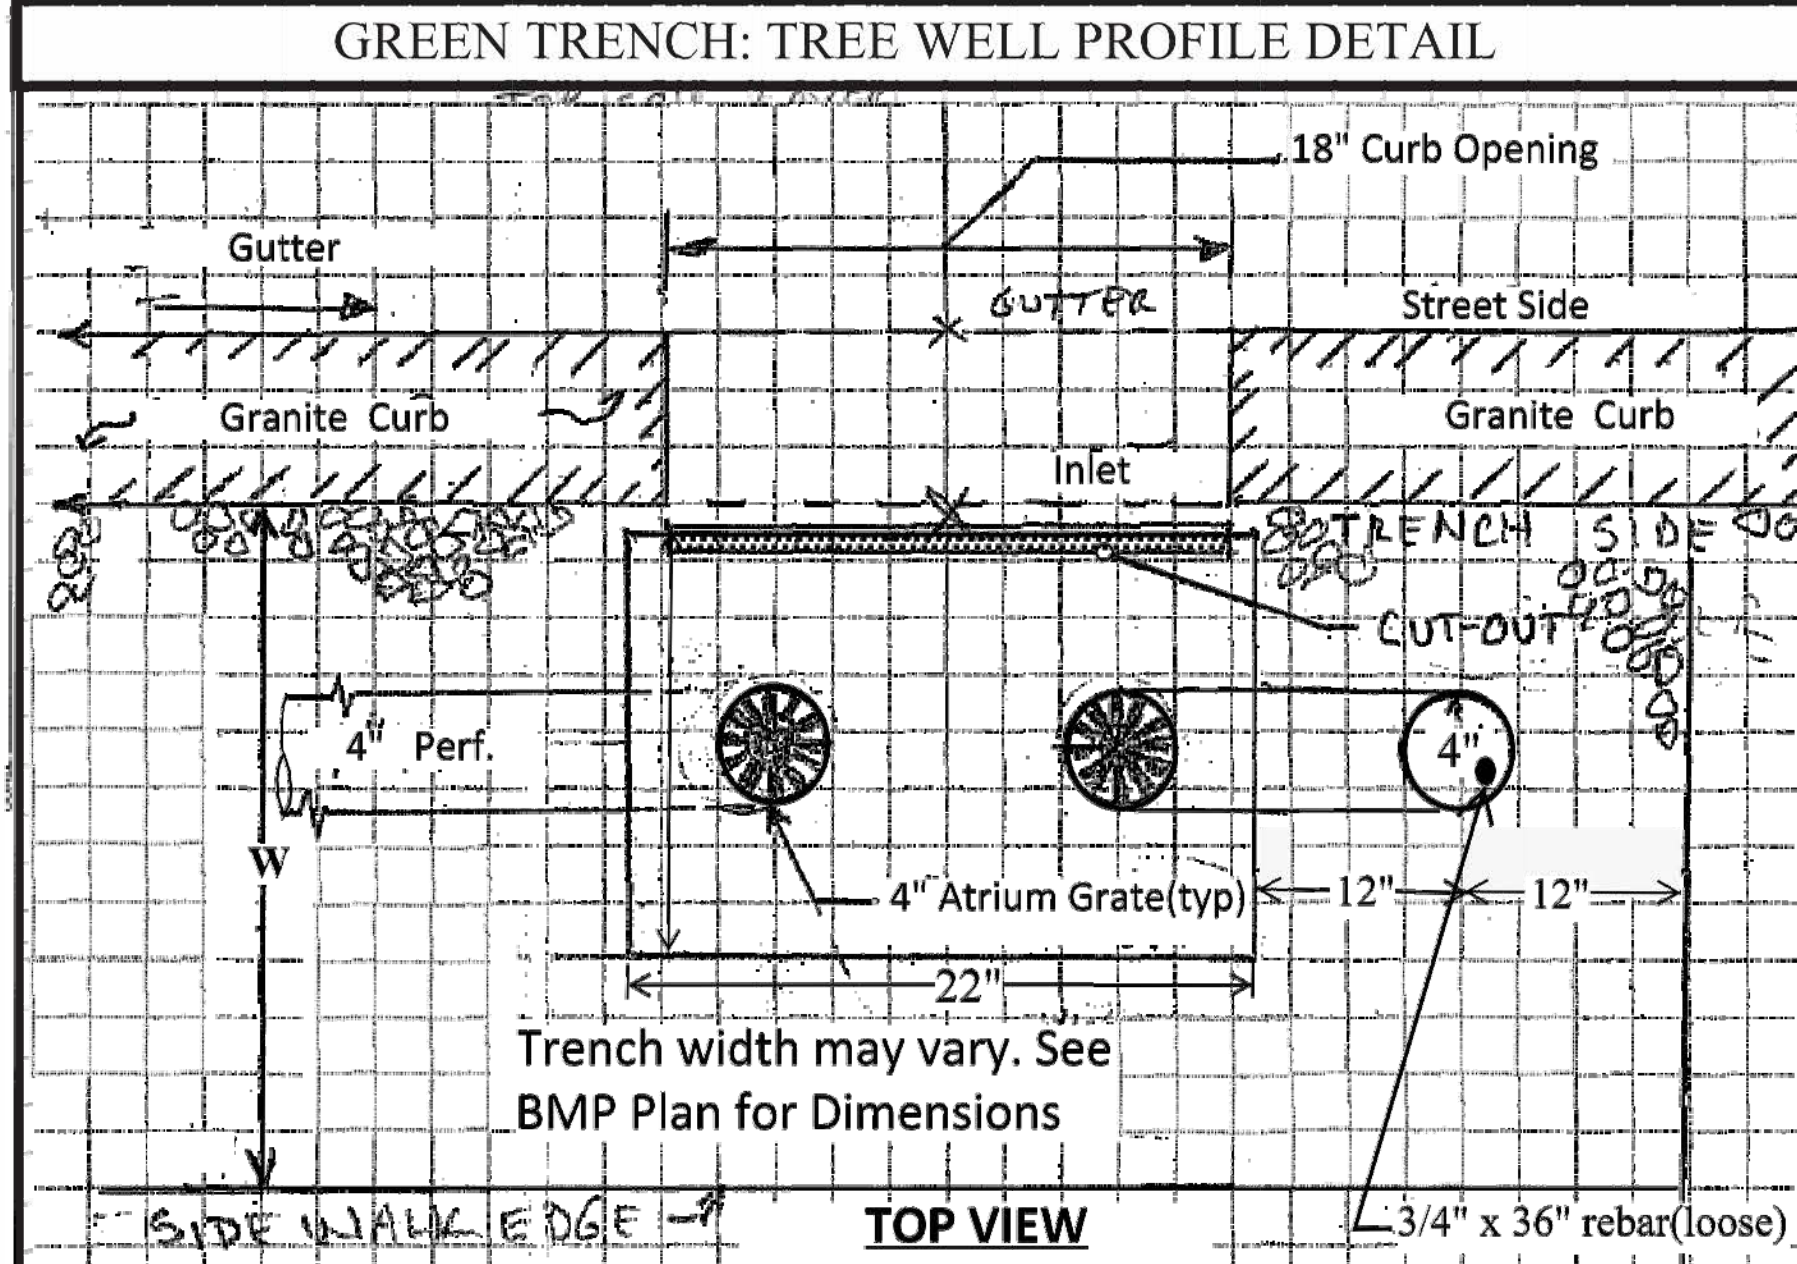 GREEN TRENCH: TREE WELL PROFILE DETAIL
18" Curb Opening
Gutter
GUTTER
Street Side
Granite Curb
Granite Curb
Inlet
TRENCH SIDE
CUT-OUT
4" Perf.
4"
W
4" Atrium Grate(typ)
12"
12"
22"
Trench width may vary. See
BMP Plan for Dimensions
SIDE WALK EDGE
TOP VIEW
3/4" x 36" rebar(loose)